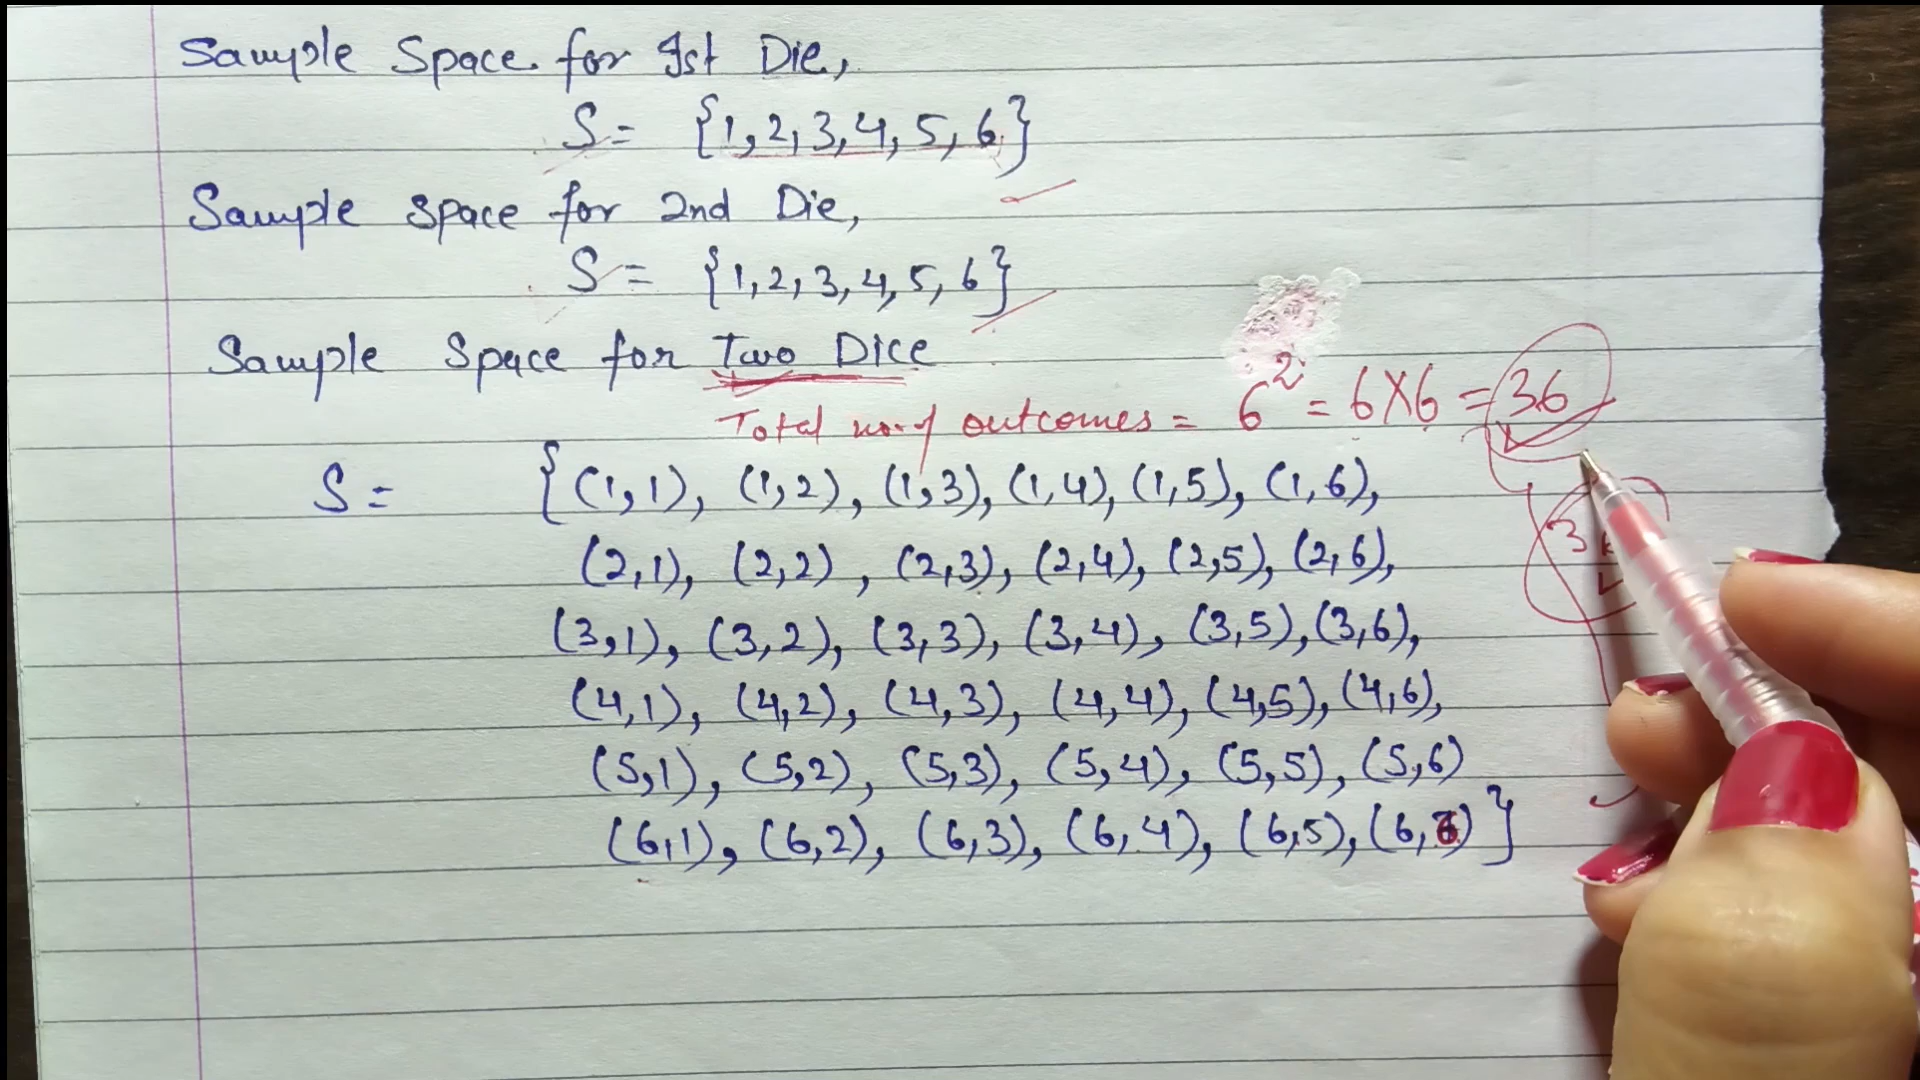 Sample Space for Ist Die,
S = {1, 2, 3, 4, 5, 6}
Sample space for 2nd Die,
S = {1, 2, 3, 4, 5, 6}
Sample Space for Two Dice
Total no. of outcomes = 6² = 6X6 = 36
S = {(1,1), (1,2), (1,3), (1,4), (1,5), (1,6),
(2,1), (2,2), (2,3), (2,4), (2,5), (2,6),
(3,1), (3,2), (3,3), (3,4), (3,5), (3,6),
(4,1), (4,2), (4,3), (4,4), (4,5), (4,6),
(5,1), (5,2), (5,3), (5,4), (5,5), (5,6)
(6,1), (6,2), (6,3), (6,4), (6,5), (6,6)}